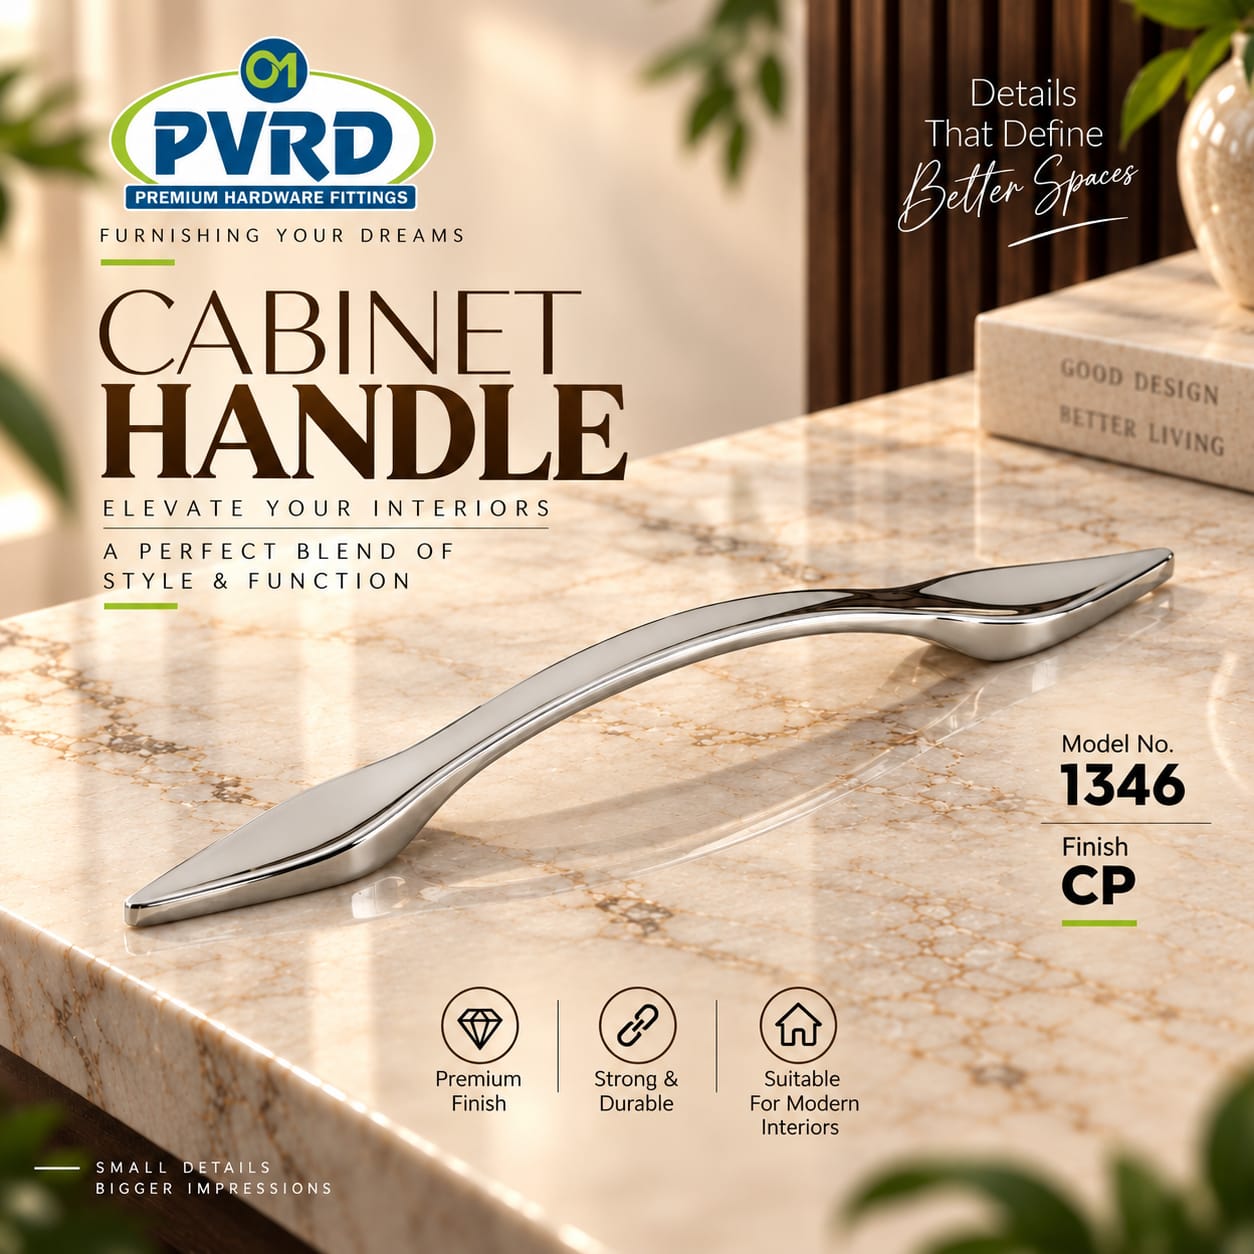 OM
PVRD
PREMIUM HARDWARE FITTINGS
FURNISHING YOUR DREAMS
Details
That Define
Better Spaces
CABINET
HANDLE
ELEVATE YOUR INTERIORS
A PERFECT BLEND OF
STYLE & FUNCTION
GOOD DESIGN
BETTER LIVING
Model No.
1346
Finish
CP
Premium
Finish
Strong &
Durable
Suitable
For Modern
Interiors
SMALL DETAILS
BIGGER IMPRESSIONS